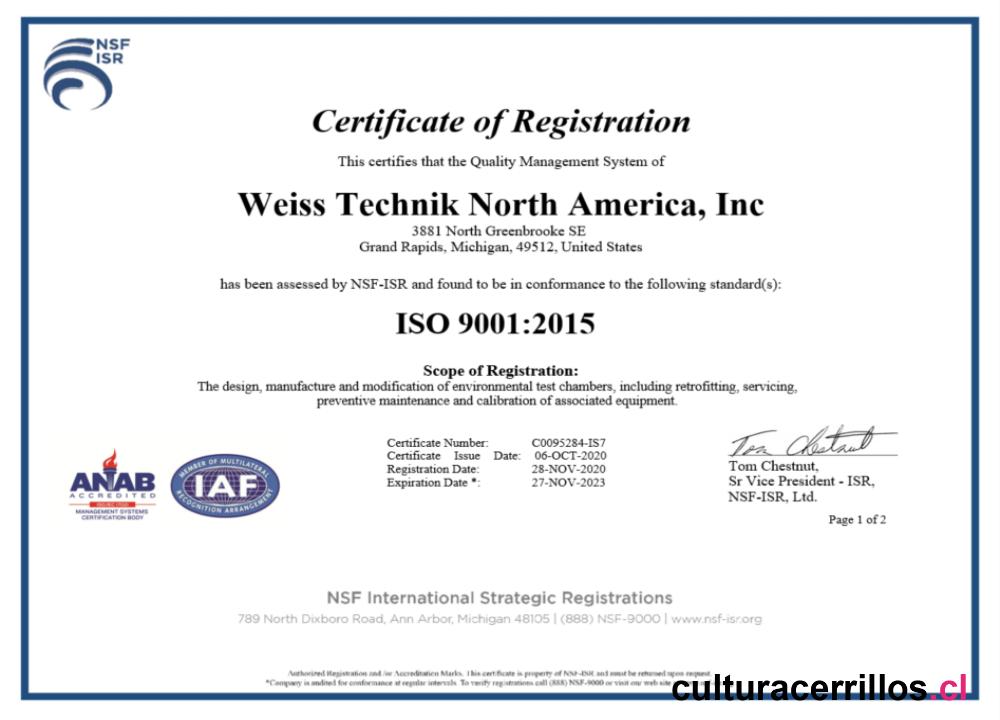 NSF
ISR
Certificate of Registration
This certifies that the Quality Management System of
Weiss Technik North America, Inc
3881 North Greenbrooke SE
Grand Rapids, Michigan, 49512, United States
has been assessed by NSF-ISR and found to be in conformance to the following standard(s):
ISO 9001:2015
Scope of Registration:
The design, manufacture and modification of environmental test chambers, including retrofitting, servicing,
preventive maintenance and calibration of associated equipment.
ANAB
ACCREDITED
MANAGEMENT SYSTEMS
CERTIFICATION BODY
MEMBER OF MULTILATERAL
IAF
RECOGNITION ARRANGEMENT
Certificate Number: C0095284-IS7
Certificate Issue Date: 06-OCT-2020
Registration Date: 28-NOV-2020
Expiration Date *: 27-NOV-2023
Tom Chestnut
Tom Chestnut,
Sr Vice President - ISR,
NSF-ISR, Ltd.
Page 1 of 2
NSF International Strategic Registrations
789 North Dixboro Road, Ann Arbor, Michigan 48105 | (888) NSF-9000 | www.nsf-isr.org
Authorized Registration and /or Accreditation Marks. This certificate is property of NSF-ISR and must be returned upon request.
*Company is audited for conformance at regular intervals. To verify registrations call (888) NSF-9000 or visit our web site
culturacerrillos.cl